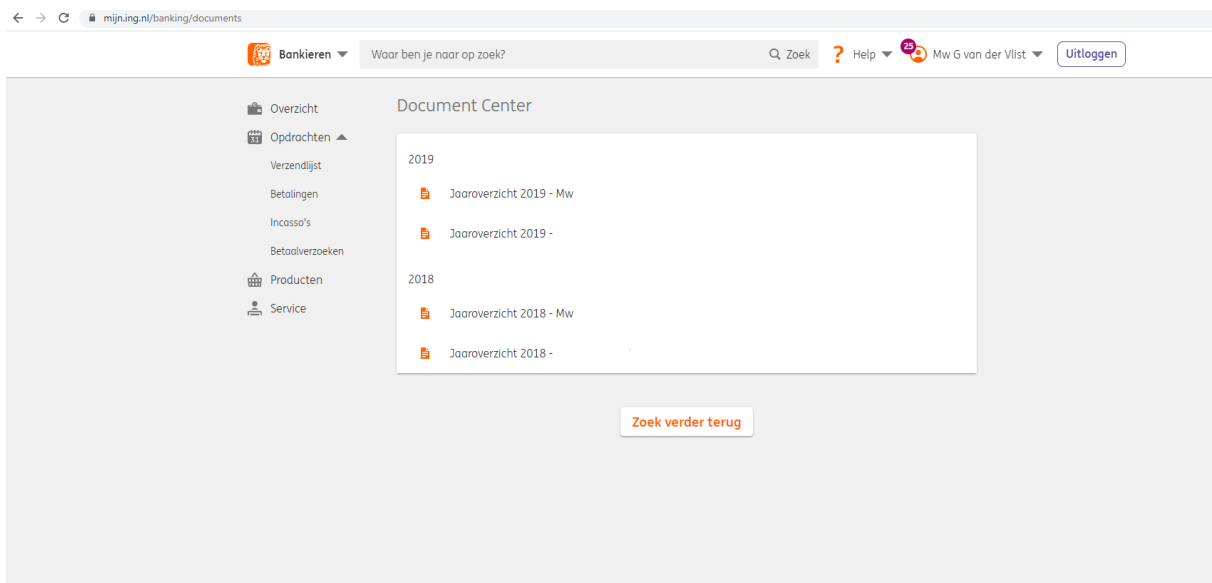 mijn.ing.nl/banking/documents
Bankieren Waar ben je naar op zoek? Zoek ? Help 25 Mw G van der Vlist Uitloggen
Overzicht
31 Opdrachten
Verzendlijst
Betalingen
Incasso's
Betaalverzoeken
Producten
Service
Document Center
2019
Jaaroverzicht 2019 - Mw
Jaaroverzicht 2019 -
2018
Jaaroverzicht 2018 - Mw
Jaaroverzicht 2018 -
Zoek verder terug